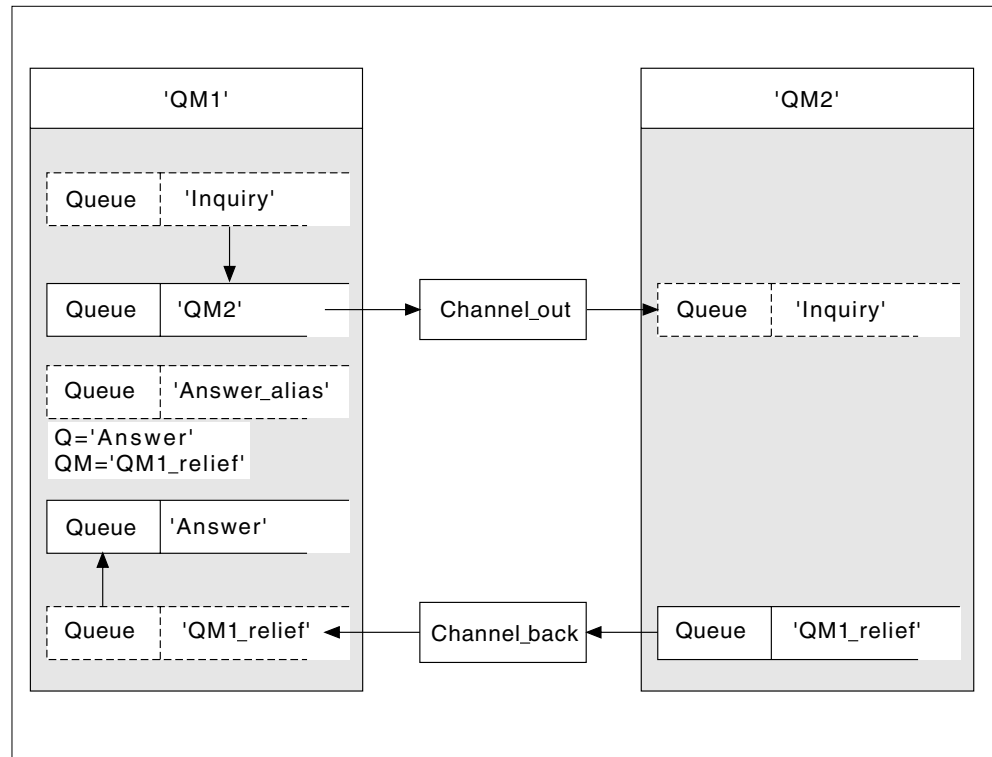 'QM1'
'QM2'
Queue 'Inquiry'
Queue 'QM2'
Channel_out
Queue 'Inquiry'
Queue 'Answer_alias'
Q='Answer'
QM='QM1_relief'
Queue 'Answer'
Queue 'QM1_relief'
Channel_back
Queue 'QM1_relief'